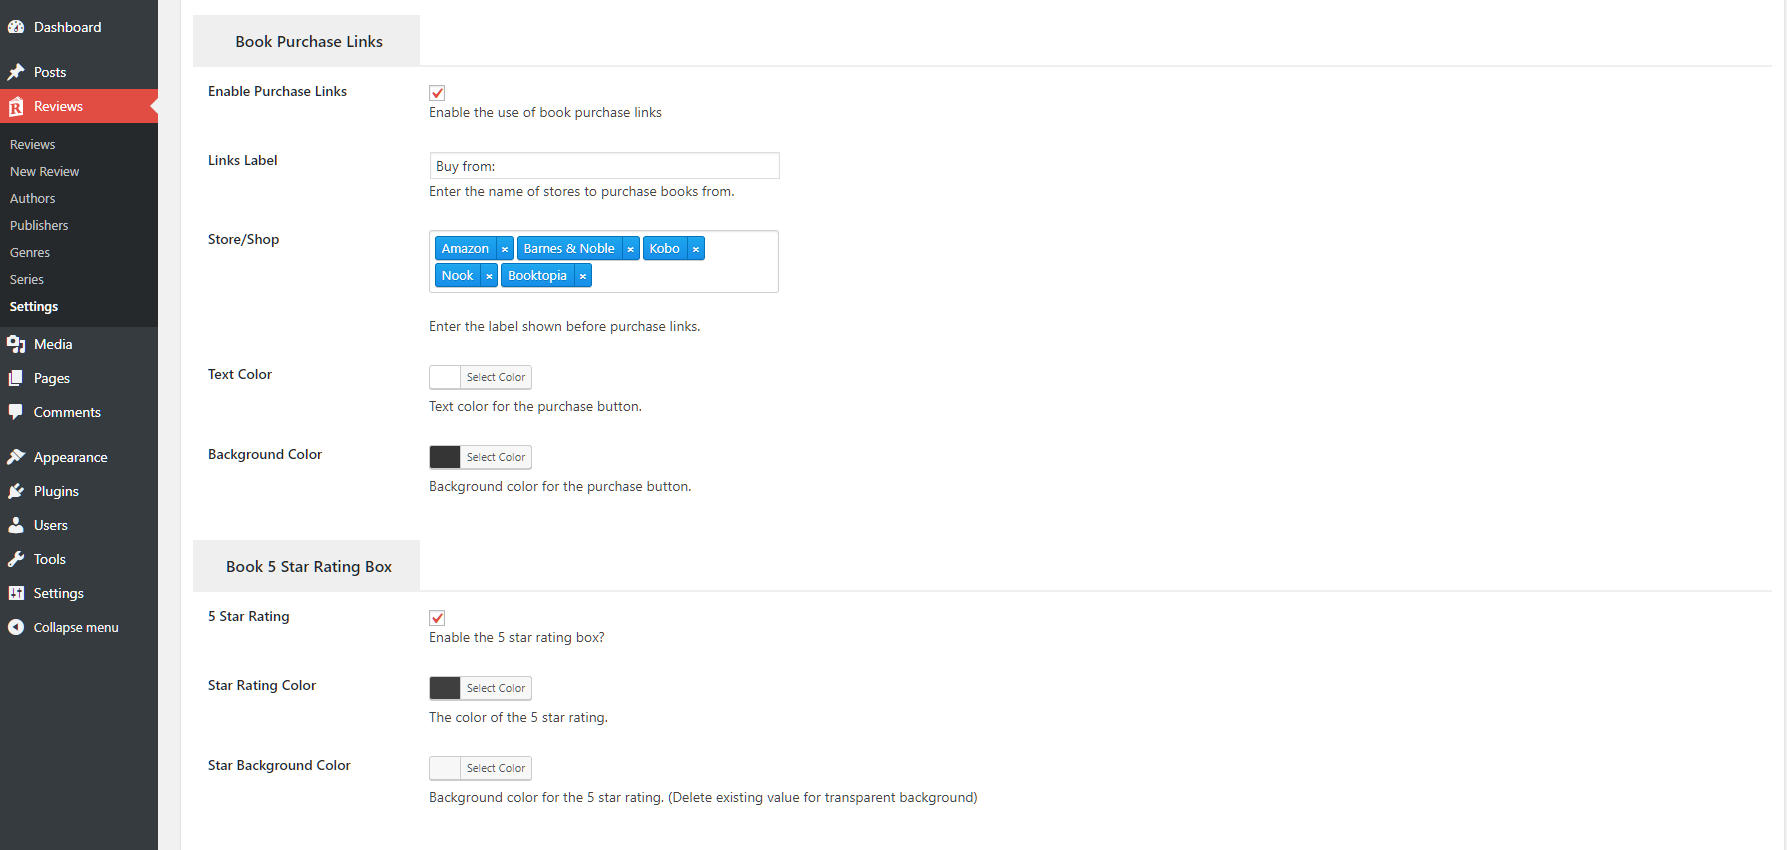 Dashboard
Posts
Reviews
Reviews
New Review
Authors
Publishers
Genres
Series
Settings
Media
Pages
Comments
Appearance
Plugins
Users
Tools
Settings
Collapse menu
Book Purchase Links
Enable Purchase Links
Enable the use of book purchase links
Links Label
Buy from:
Enter the name of stores to purchase books from.
Store/Shop
Amazon × Barnes & Noble × Kobo ×
Nook × Booktopia ×
Enter the label shown before purchase links.
Text Color
Select Color
Text color for the purchase button.
Background Color
Select Color
Background color for the purchase button.
Book 5 Star Rating Box
5 Star Rating
Enable the 5 star rating box?
Star Rating Color
Select Color
The color of the 5 star rating.
Star Background Color
Select Color
Background color for the 5 star rating. (Delete existing value for transparent background)